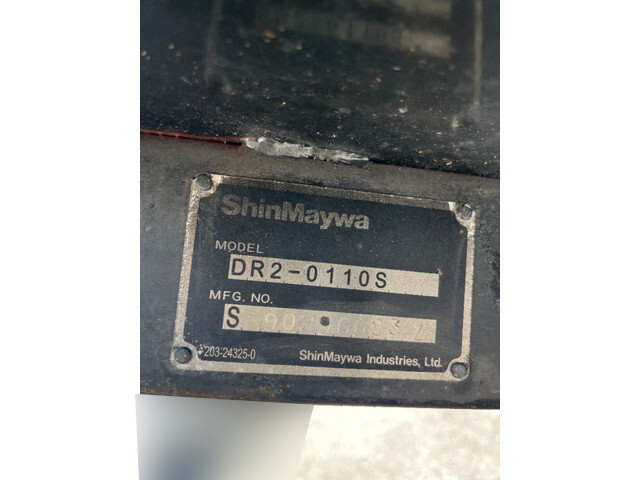 ShinMaywa
MODEL
DR2-0110S
MFG. NO.
S
203-24325-0 ShinMaywa Industries, Ltd.